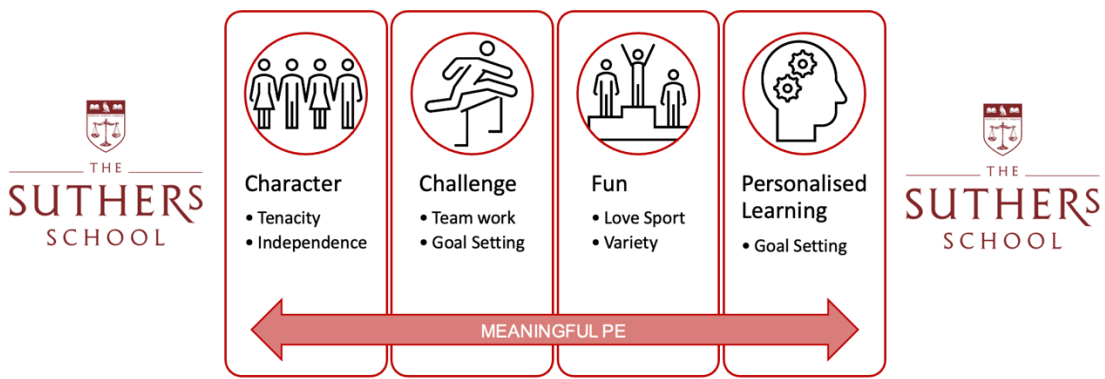 THE
SUTHERS
SCHOOL
Character
• Tenacity
• Independence
Challenge
• Team work
• Goal Setting
Fun
• Love Sport
• Variety
Personalised
Learning
• Goal Setting
MEANINGFUL PE
THE
SUTHERS
SCHOOL